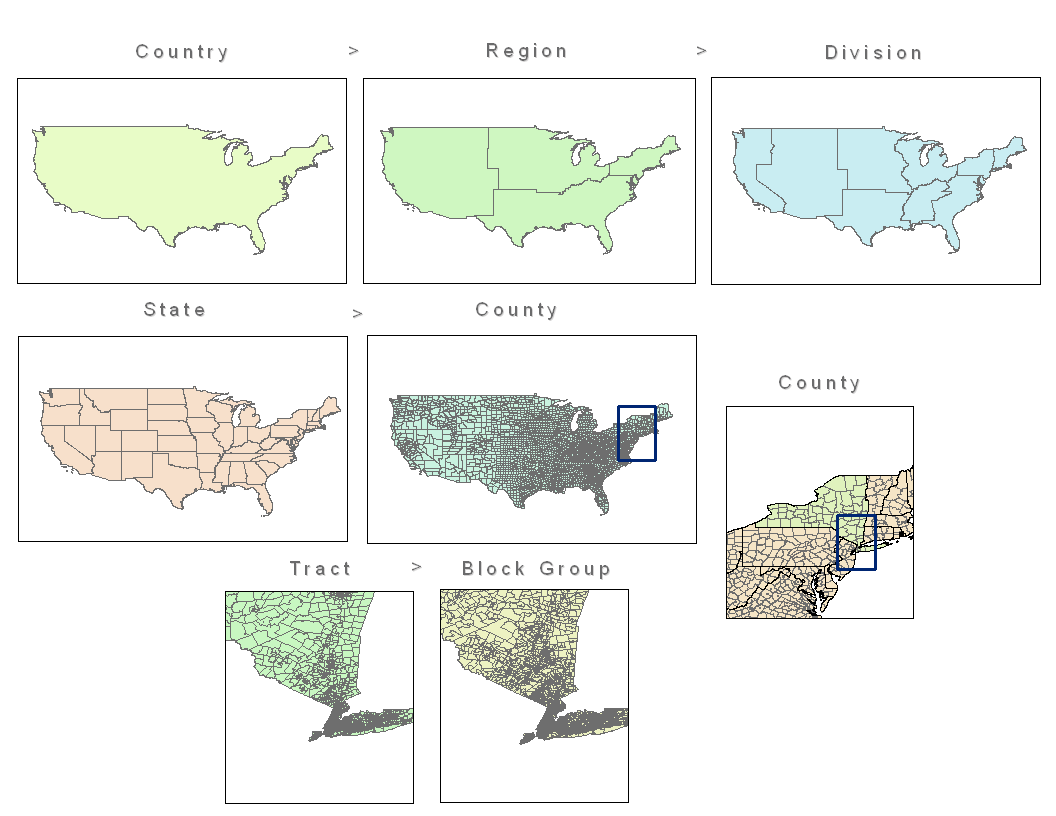 Country > Region > Division
State > County
County
Tract > Block Group